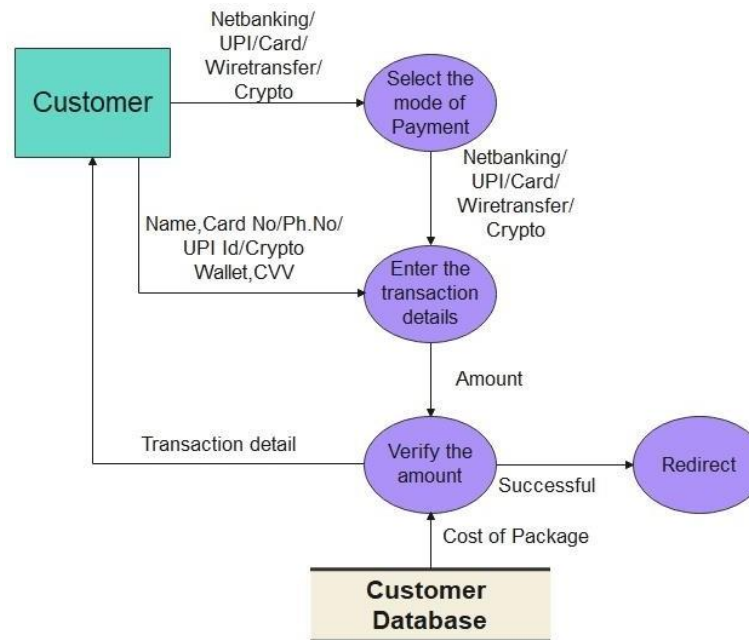 Netbanking/
UPI/Card/
Wiretransfer/
Crypto
Customer
Select the
mode of
Payment
Netbanking/
UPI/Card/
Wiretransfer/
Crypto
Name,Card No/Ph.No/
UPI Id/Crypto
Wallet,CVV
Enter the
transaction
details
Amount
Transaction detail
Verify the
amount
Successful
Redirect
Cost of Package
Customer
Database